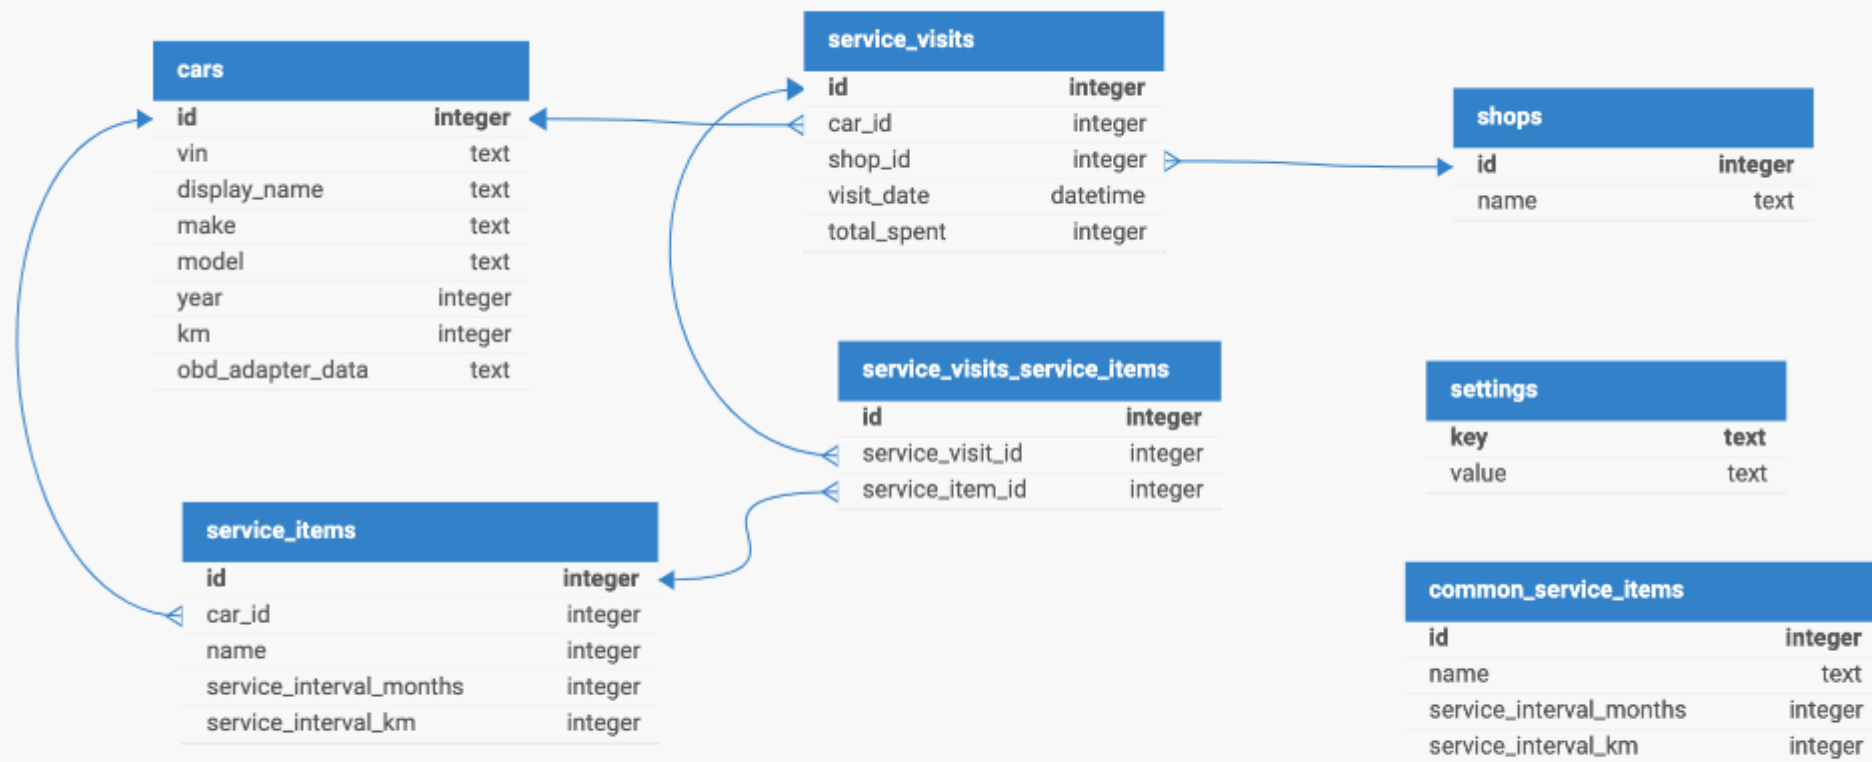 cars
id integer
vin text
display_name text
make text
model text
year integer
km integer
obd_adapter_data text
service_visits
id integer
car_id integer
shop_id integer
visit_date datetime
total_spent integer
shops
id integer
name text
service_visits_service_items
id integer
service_visit_id integer
service_item_id integer
settings
key text
value text
service_items
id integer
car_id integer
name integer
service_interval_months integer
service_interval_km integer
common_service_items
id integer
name text
service_interval_months integer
service_interval_km integer